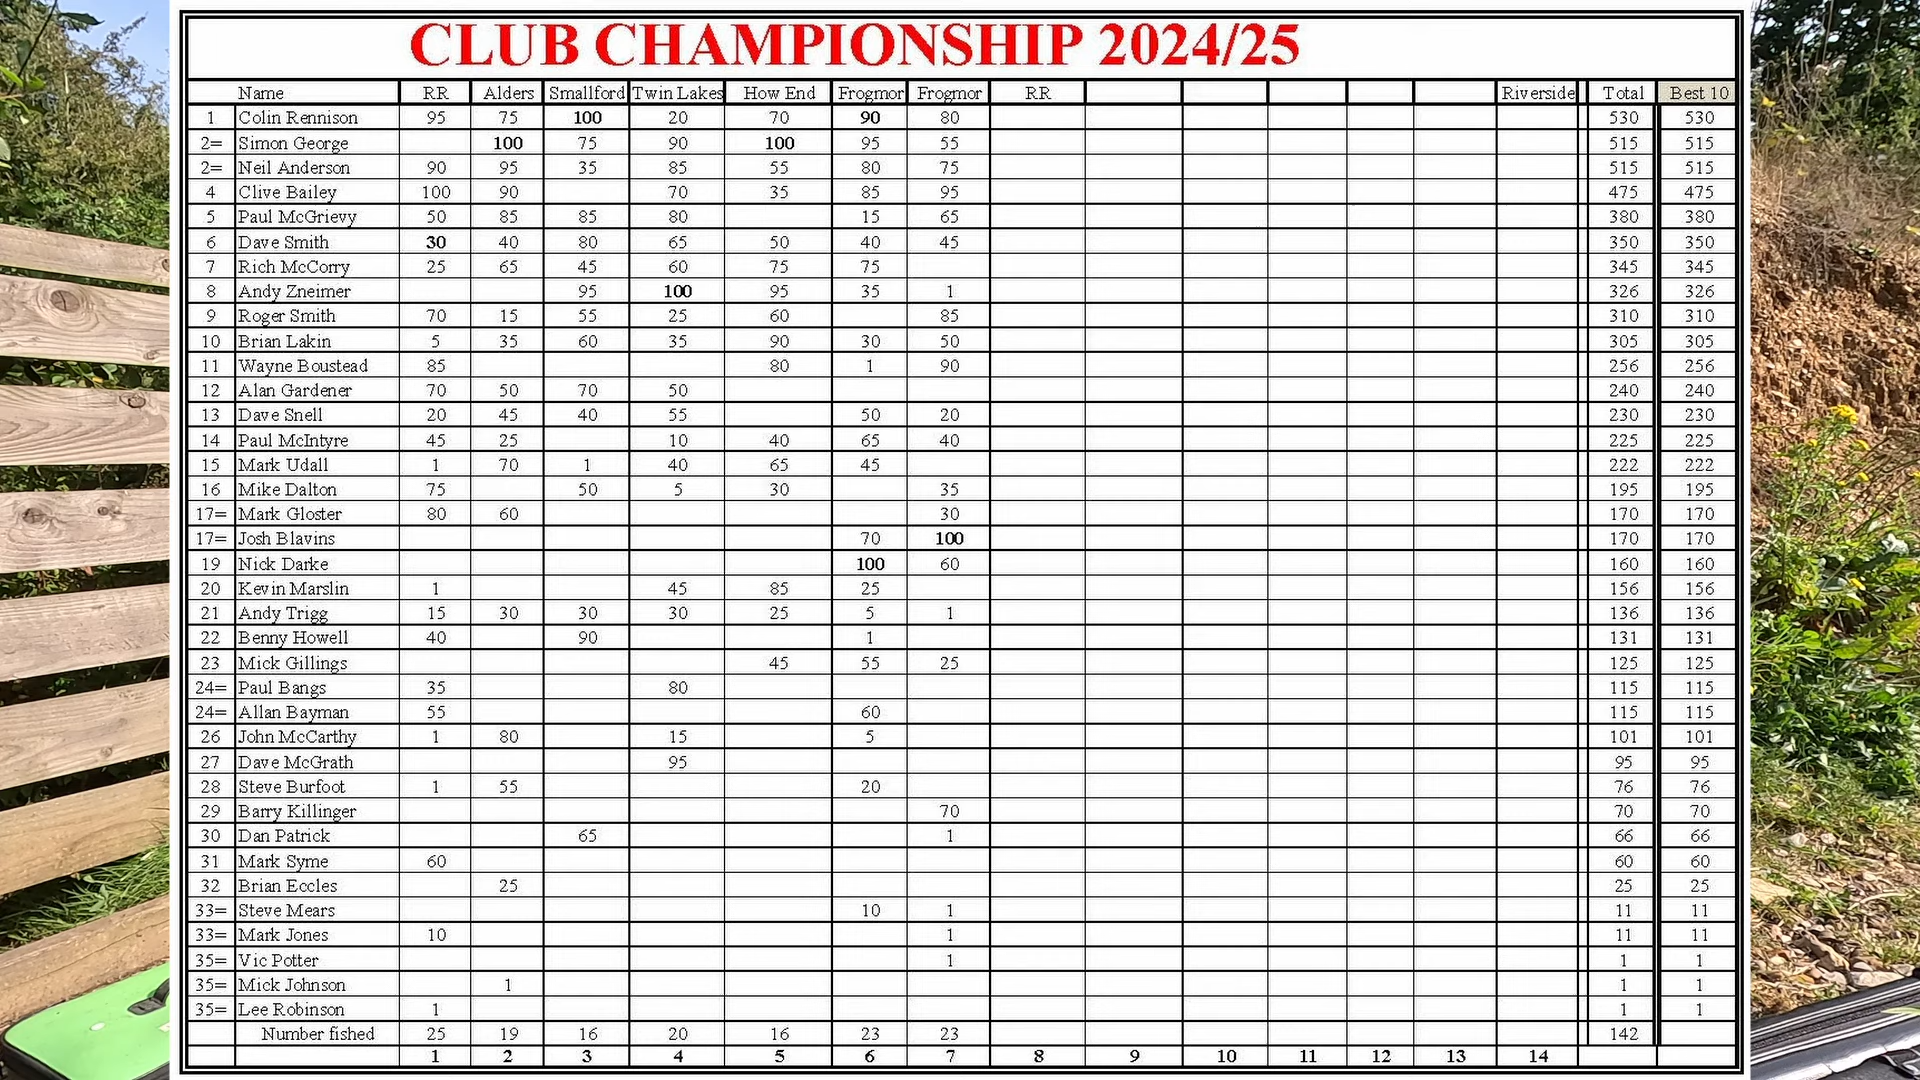 CLUB CHAMPIONSHIP 2024/25
Name RR Alders Smallford Twin Lakes How End Frogmor Frogmor RR Riverside Total Best 10
1 Colin Rennison 95 75 100 20 70 90 80 530 530
2= Simon George 100 75 90 100 95 55 515 515
2= Neil Anderson 90 95 35 85 55 80 75 515 515
4 Clive Bailey 100 90 70 35 85 95 475 475
5 Paul McGrievy 50 85 85 80 15 65 380 380
6 Dave Smith 30 40 80 65 50 40 45 350 350
7 Rich McCorry 25 65 45 60 75 75 345 345
8 Andy Zneimer 95 100 95 35 1 326 326
9 Roger Smith 70 15 55 25 60 85 310 310
10 Brian Lakin 5 35 60 35 90 30 50 305 305
11 Wayne Boustead 85 80 1 90 256 256
12 Alan Gardener 70 50 70 50 240 240
13 Dave Snell 20 45 40 55 50 20 230 230
14 Paul McIntyre 45 25 10 40 65 40 225 225
15 Mark Udall 1 70 1 40 65 45 222 222
16 Mike Dalton 75 50 5 30 35 195 195
17= Mark Gloster 80 60 30 170 170
17= Josh Blavins 70 100 170 170
19 Nick Darke 100 60 160 160
20 Kevin Marslin 1 45 85 25 156 156
21 Andy Trigg 15 30 30 30 25 5 1 136 136
22 Benny Howell 40 90 1 131 131
23 Mick Gillings 45 55 25 125 125
24= Paul Bangs 35 80 115 115
24= Allan Bayman 55 60 115 115
26 John McCarthy 1 80 15 5 101 101
27 Dave McGrath 95 95 95
28 Steve Burfoot 1 55 20 76 76
29 Barry Killinger 70 70 70
30 Dan Patrick 65 1 66 66
31 Mark Syme 60 60 60
32 Brian Eccles 25 25 25
33= Steve Mears 10 1 11 11
33= Mark Jones 10 1 11 11
35= Vic Potter 1 1 1
35= Mick Johnson 1 1 1
35= Lee Robinson 1 1 1
Number fished 25 19 16 20 16 23 23 142
1 2 3 4 5 6 7 8 9 10 11 12 13 14